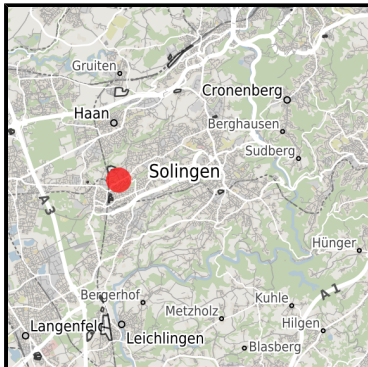 Gruiten
Cronenberg
Haan
Berghausen
Sudberg
Solingen
A 3
Hünger
A 1
Bergerhof
Metzholz
Kuhle
Hilgen
Langenfeld
Leichlingen
Blasberg